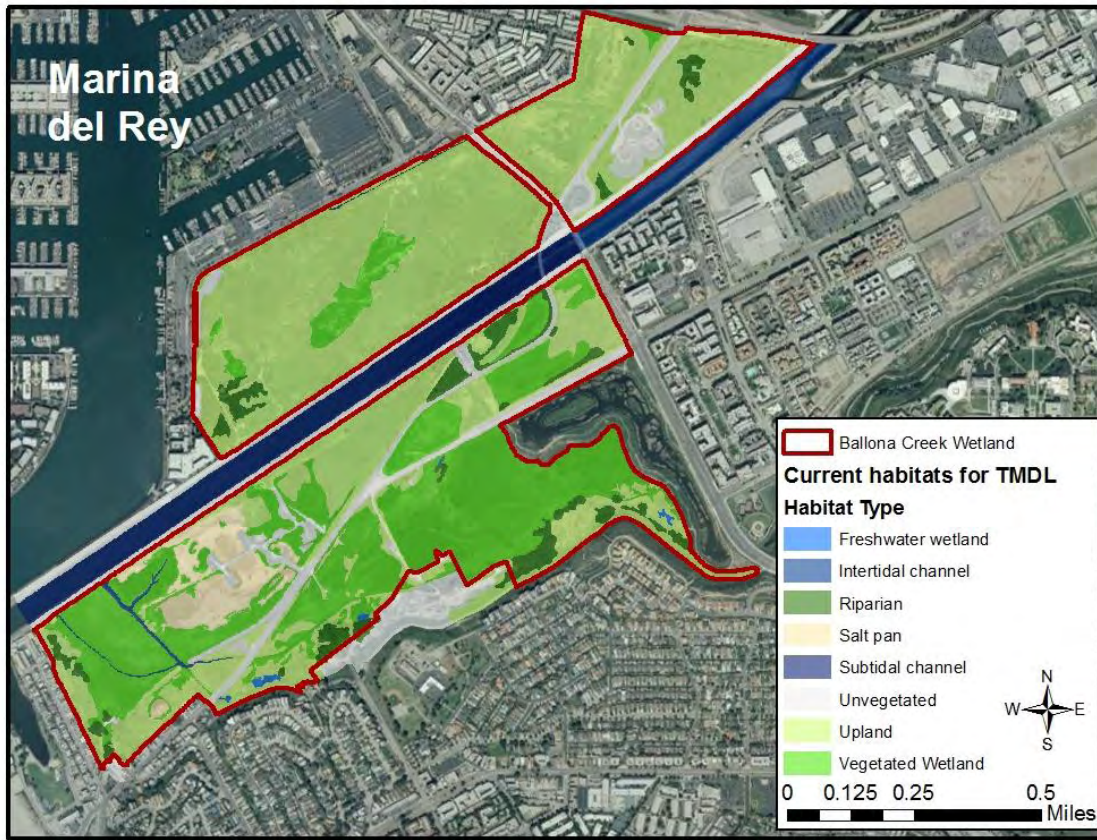 Marina
del Rey
Ballona Creek Wetland
Current habitats for TMDL
Habitat Type
Freshwater wetland
Intertidal channel
Riparian
Salt pan
Subtidal channel
Unvegetated
Upland
Vegetated Wetland
N
W E
S
0 0.125 0.25 0.5
Miles